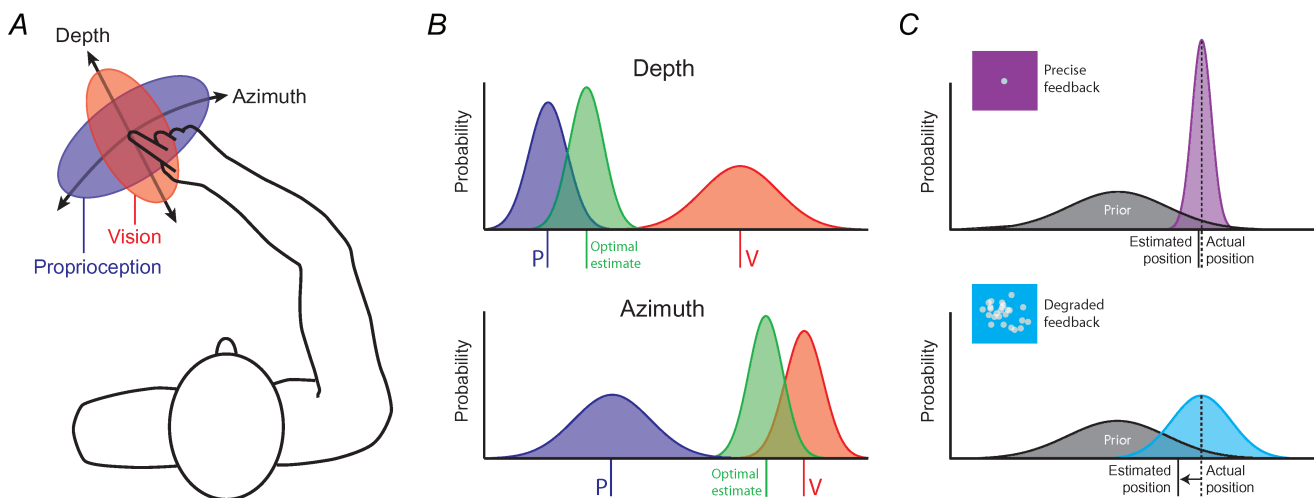 A
Depth
Azimuth
Vision
Proprioception
B
Depth
Probability
P
Optimal
estimate
V
Azimuth
Probability
P
Optimal
estimate
V
C
Precise
feedback
Probability
Prior
Estimated
position
Actual
position
Degraded
feedback
Probability
Prior
Estimated
position
Actual
position